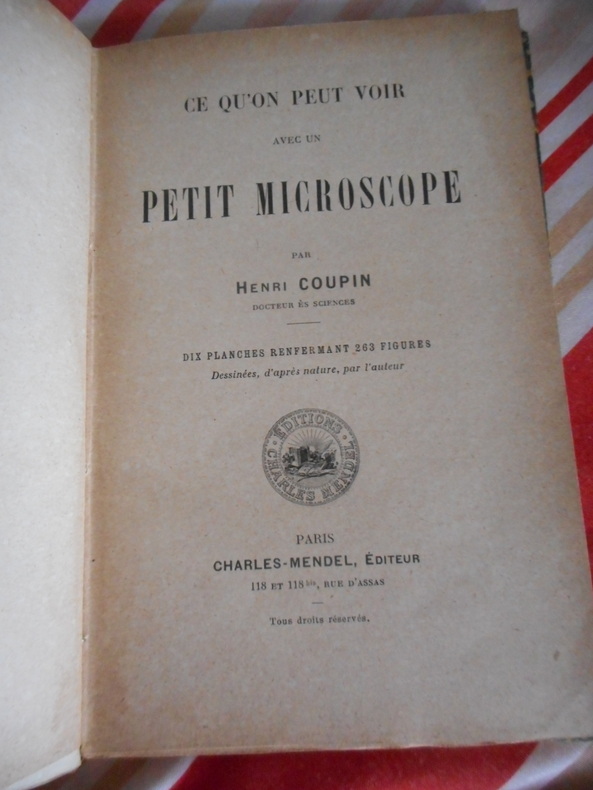 CE QU'ON PEUT VOIR
AVEC UN
PETIT MICROSCOPE
PAR
HENRI COUPIN
DOCTEUR ÈS SCIENCES
DIX PLANCHES RENFERMANT 263 FIGURES
Dessinées, d'après nature, par l'auteur
ÉDITIONS
CHARLES MENDEL
PARIS
CHARLES-MENDEL, ÉDITEUR
118 ET 118 bis, RUE D'ASSAS
Tous droits réservés.